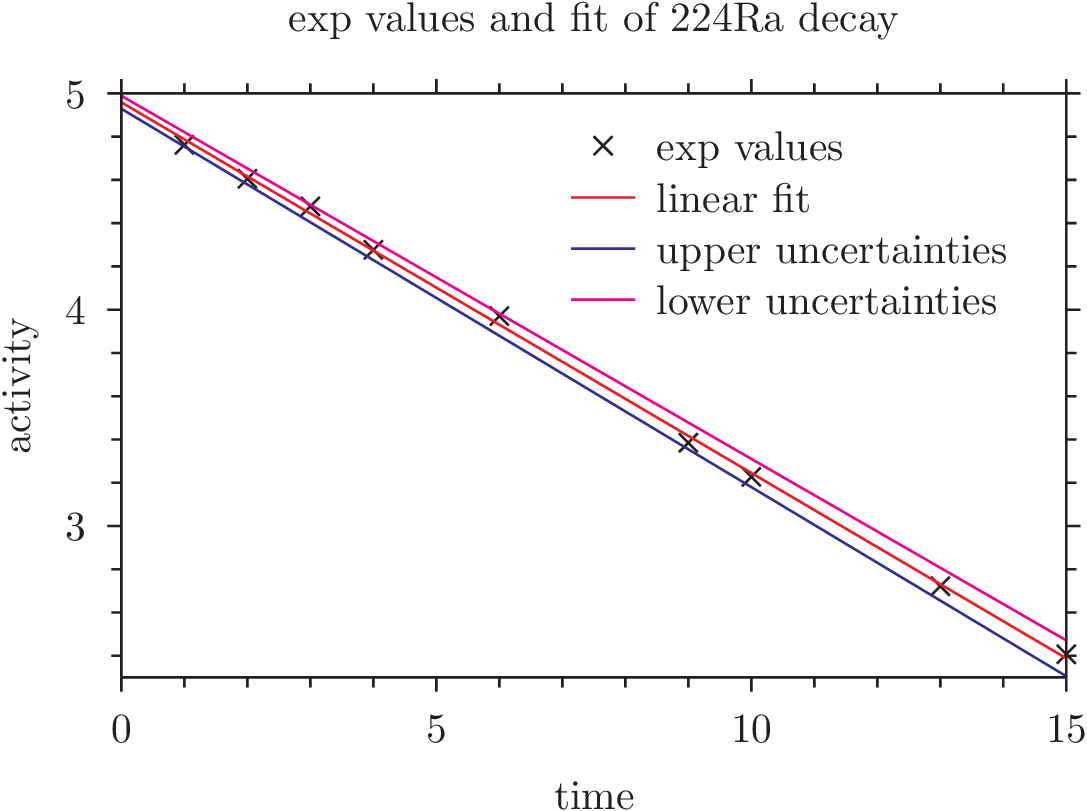 exp values and fit of 224Ra decay
5
4
3
activity
exp values
linear fit
upper uncertainties
lower uncertainties
0 5 10 15
time